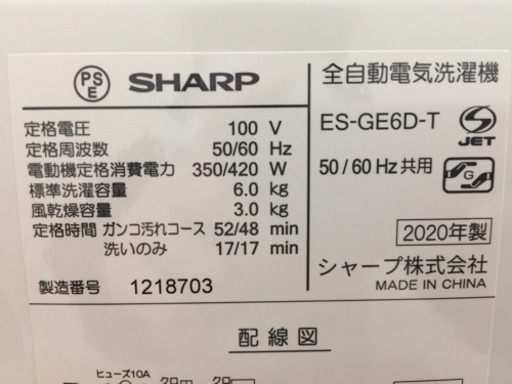 PS
E
SHARP
定格電圧 100 V
定格周波数 50/60 Hz
電動機定格消費電力 350/420 W
標準洗濯容量 6.0 kg
風乾燥容量 3.0 kg
定格時間 ガンコ汚れコース 52/48 min
洗いのみ 17/17 min
製造番号 1218703
全自動電気洗濯機
ES-GE6D-T
S
JET
50/60Hz共用
G
2020年製
シャープ株式会社
MADE IN CHINA
配線図
ヒューズ10A